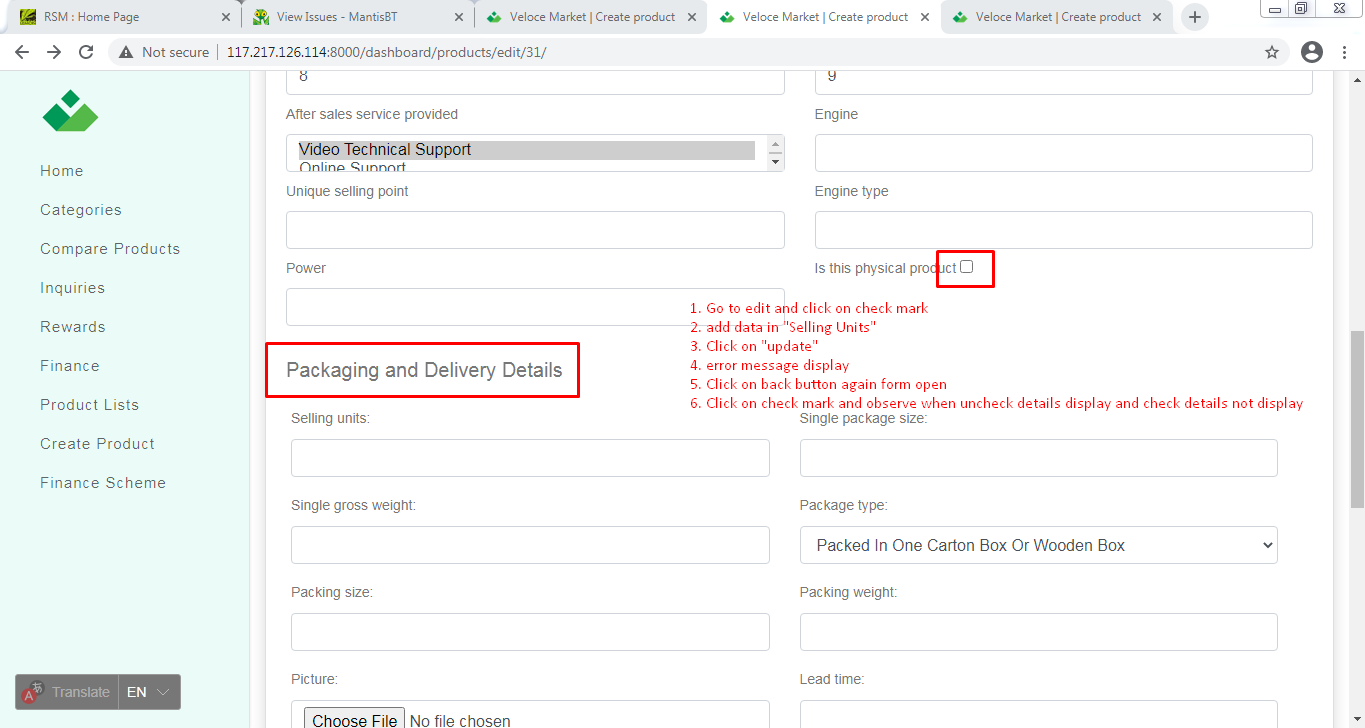 RSM : Home Page
View Issues - MantisBT
Veloce Market | Create product
Veloce Market | Create product
Veloce Market | Create product
Not secure
117.217.126.114:8000/dashboard/products/edit/31/
Home
Categories
Compare Products
Inquiries
Rewards
Finance
Product Lists
Create Product
Finance Scheme
8
9
After sales service provided
Engine
Video Technical Support
Online Support
Unique selling point
Engine type
Power
Is this physical product
1. Go to edit and click on check mark
2. add data in "Selling Units"
3. Click on "update"
4. error message display
5. Click on back button again form open
6. Click on check mark and observe when uncheck details display and check details not display
Packaging and Delivery Details
Selling units:
Single package size:
Single gross weight:
Package type:
Packed In One Carton Box Or Wooden Box
Packing size:
Packing weight:
Picture:
Lead time:
Choose File No file chosen
Translate
EN